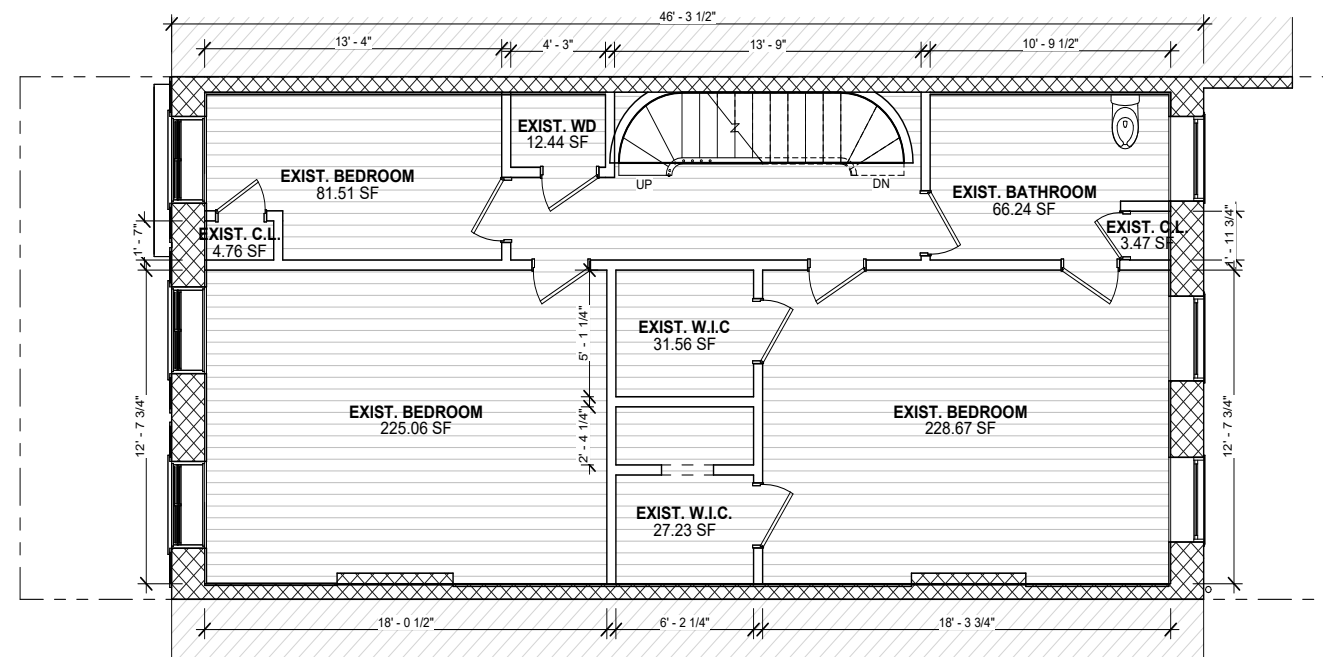 46' - 3 1/2"
13' - 4"
4' - 3"
13' - 9"
10' - 9 1/2"
EXIST. WD
12.44 SF
EXIST. BEDROOM
81.51 SF
UP
DN
EXIST. BATHROOM
66.24 SF
EXIST. C.L.
4.76 SF
EXIST. C.L.
3.47 SF
1' - 7"
1' - 11 3/4"
EXIST. W.I.C
31.56 SF
5' - 1 1/4"
EXIST. BEDROOM
225.06 SF
EXIST. BEDROOM
228.67 SF
12' - 7 3/4"
2' - 4 1/4"
12' - 7 3/4"
EXIST. W.I.C.
27.23 SF
18' - 0 1/2"
6' - 2 1/4"
18' - 3 3/4"